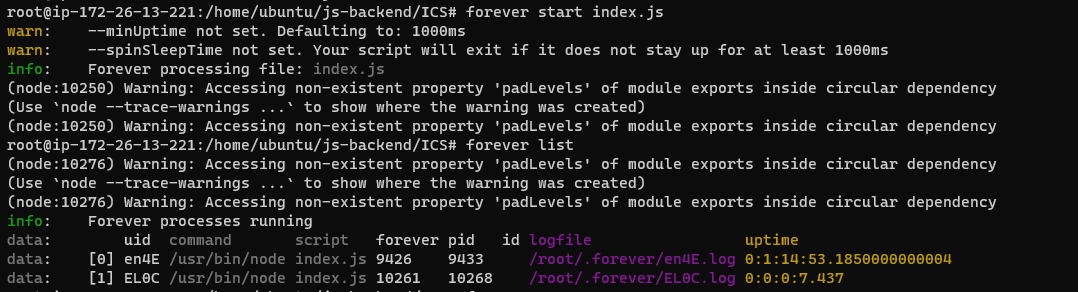 root@ip-172-26-13-221:/home/ubuntu/js-backend/ICS# forever start index.js
warn:    --minUptime not set. Defaulting to: 1000ms
warn:    --spinSleepTime not set. Your script will exit if it does not stay up for at least 1000ms
info:    Forever processing file: index.js
(node:10250) Warning: Accessing non-existent property 'padLevels' of module exports inside circular dependency
(Use `node --trace-warnings ...` to show where the warning was created)
(node:10250) Warning: Accessing non-existent property 'padLevels' of module exports inside circular dependency
root@ip-172-26-13-221:/home/ubuntu/js-backend/ICS# forever list
(node:10276) Warning: Accessing non-existent property 'padLevels' of module exports inside circular dependency
(Use `node --trace-warnings ...` to show where the warning was created)
(node:10276) Warning: Accessing non-existent property 'padLevels' of module exports inside circular dependency
info:    Forever processes running
data:        uid  command       script   forever pid   id logfile                 uptime
data:    [0] en4E /usr/bin/node index.js 9426    9433     /root/.forever/en4E.log 0:1:14:53.1850000000004
data:    [1] EL0C /usr/bin/node index.js 10261   10268    /root/.forever/EL0C.log 0:0:0:7.437